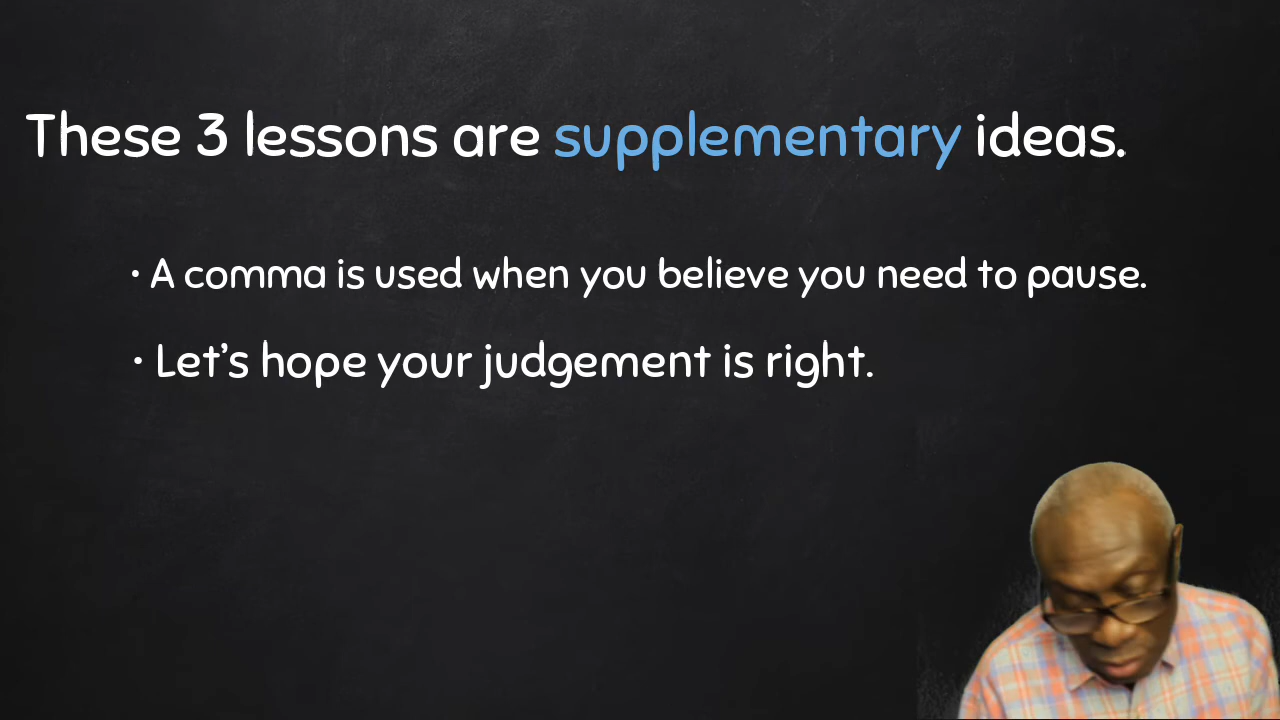 These 3 lessons are supplementary ideas.
· A comma is used when you believe you need to pause.
· Let's hope your judgement is right.